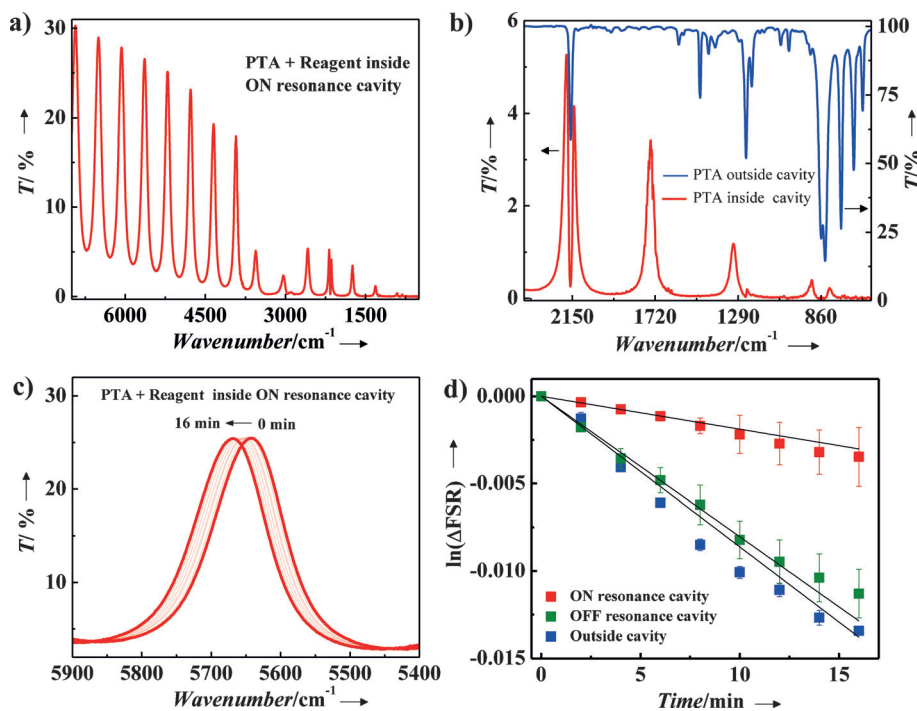 a)
30
20
10
0
T/ % →
PTA + Reagent inside
ON resonance cavity
6000 4500 3000 1500
Wavenumber/cm-1 →
b)
6
4
2
0
T/% →
100
75
50
25
0
T/% →
PTA outside cavity
PTA inside cavity
2150 1720 1290 860
Wavenumber/cm-1 →
c)
30
20
10
T/ % →
PTA + Reagent inside ON resonance cavity
16 min ← 0 min
5900 5800 5700 5600 5500 5400
Wavenumber/cm-1 →
d)
0.000
-0.005
-0.010
-0.015
ln(ΔFSR) →
ON resonance cavity
OFF resonance cavity
Outside cavity
0 5 10 15
Time/min →